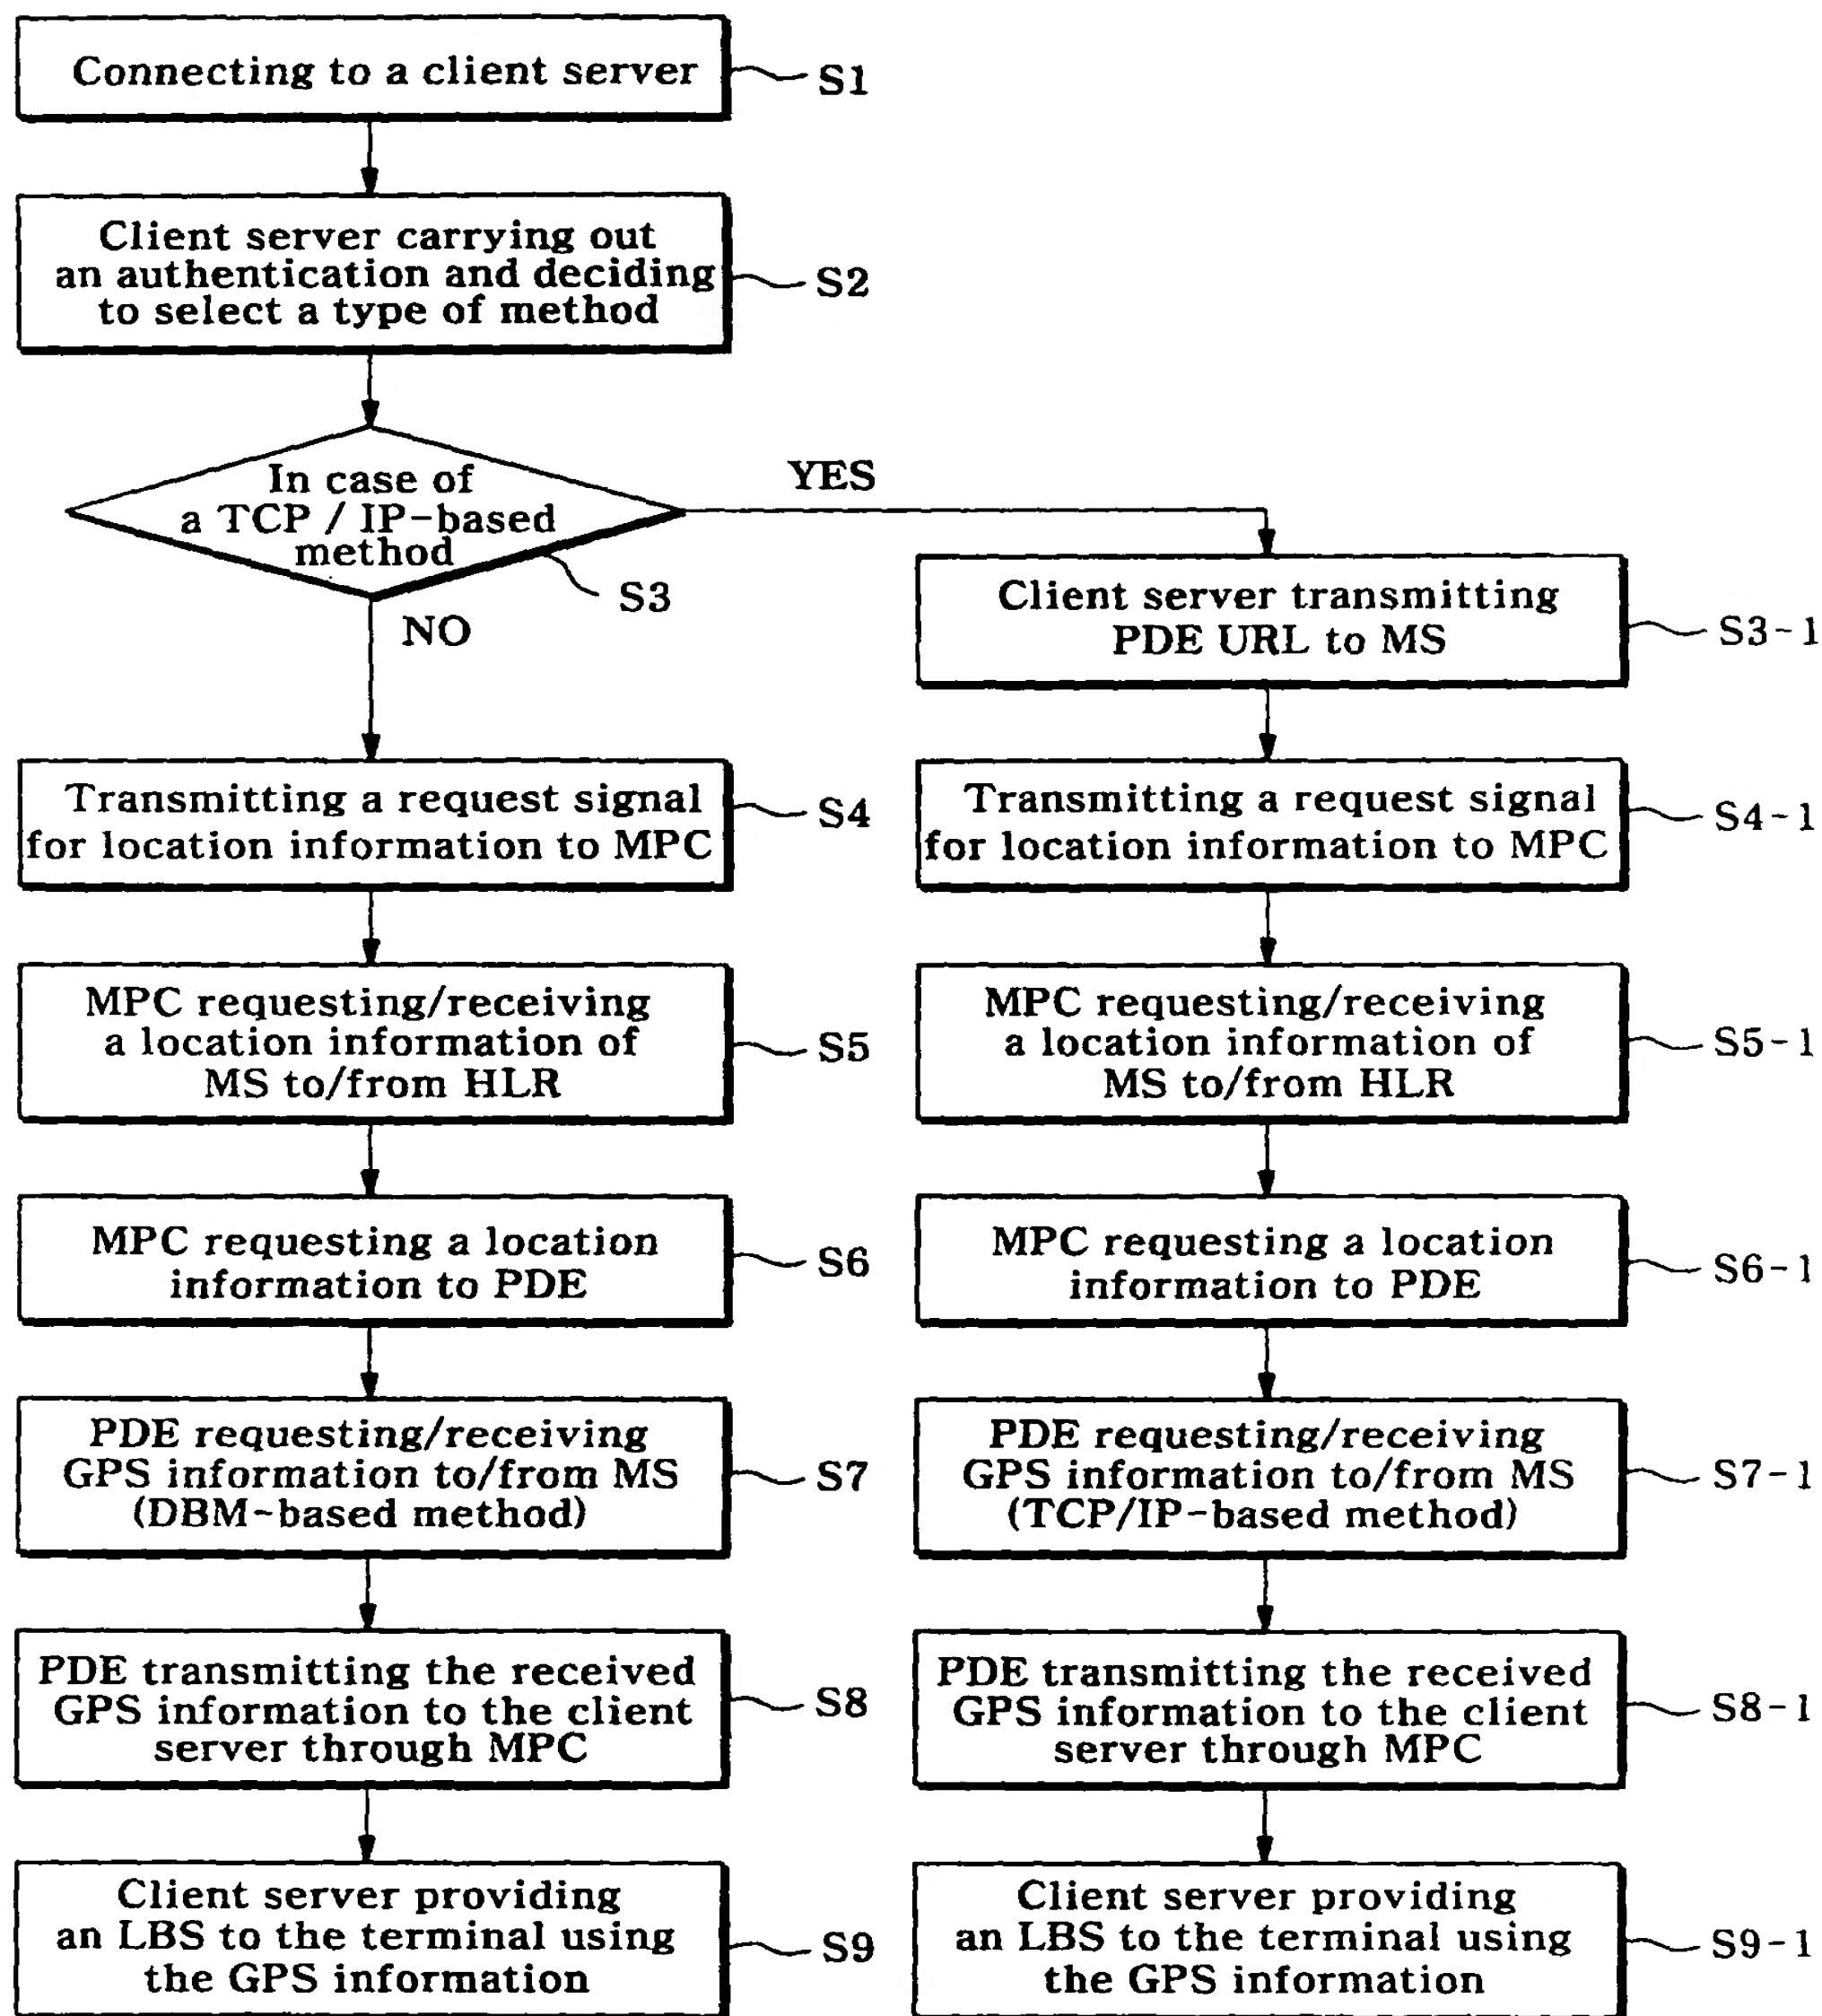 Connecting to a client server
S1
Client server carrying out
an authentication and deciding
to select a type of method
S2
In case of
a TCP / IP-based
method
S3
YES
NO
Client server transmitting
PDE URL to MS
S3-1
Transmitting a request signal
for location information to MPC
S4
Transmitting a request signal
for location information to MPC
S4-1
MPC requesting/receiving
a location information of
MS to/from HLR
S5
MPC requesting/receiving
a location information of
MS to/from HLR
S5-1
MPC requesting a location
information to PDE
S6
MPC requesting a location
information to PDE
S6-1
PDE requesting/receiving
GPS information to/from MS
(DBM-based method)
S7
PDE requesting/receiving
GPS information to/from MS
(TCP/IP-based method)
S7-1
PDE transmitting the received
GPS information to the client
server through MPC
S8
PDE transmitting the received
GPS information to the client
server through MPC
S8-1
Client server providing
an LBS to the terminal using
the GPS information
S9
Client server providing
an LBS to the terminal using
the GPS information
S9-1